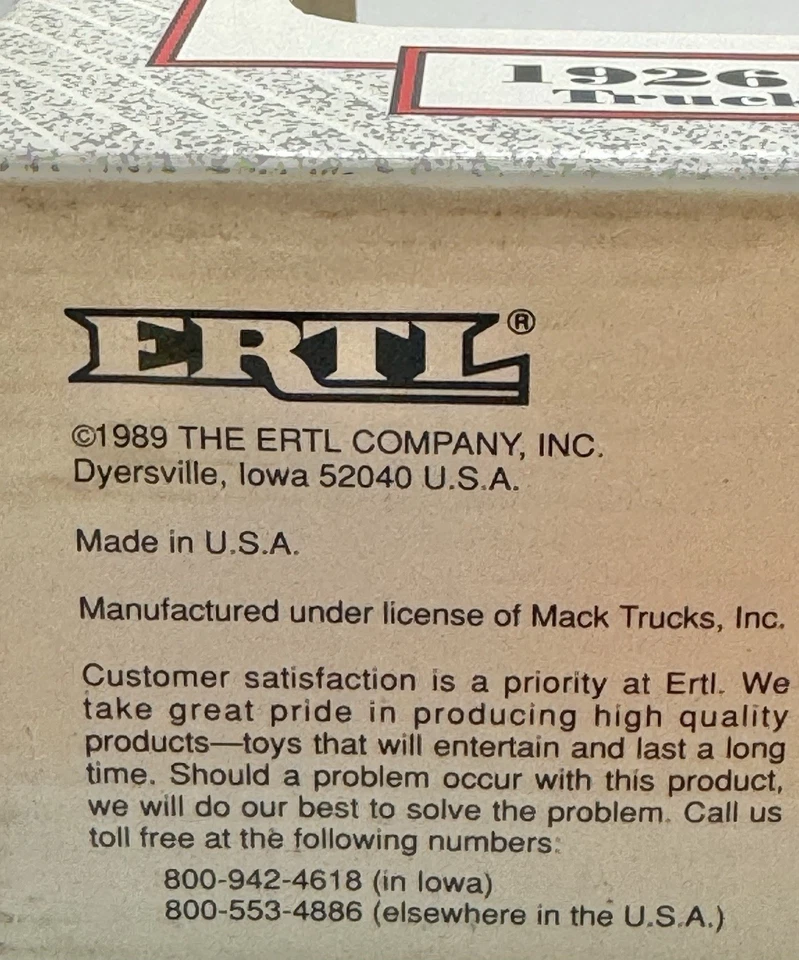 1926
Truck
ERTL®
©1989 THE ERTL COMPANY, INC.
Dyersville, Iowa 52040 U.S.A.
Made in U.S.A.
Manufactured under license of Mack Trucks, Inc.
Customer satisfaction is a priority at Ertl. We
take great pride in producing high quality
products—toys that will entertain and last a long
time. Should a problem occur with this product,
we will do our best to solve the problem. Call us
toll free at the following numbers:
800-942-4618 (in Iowa)
800-553-4886 (elsewhere in the U.S.A.)